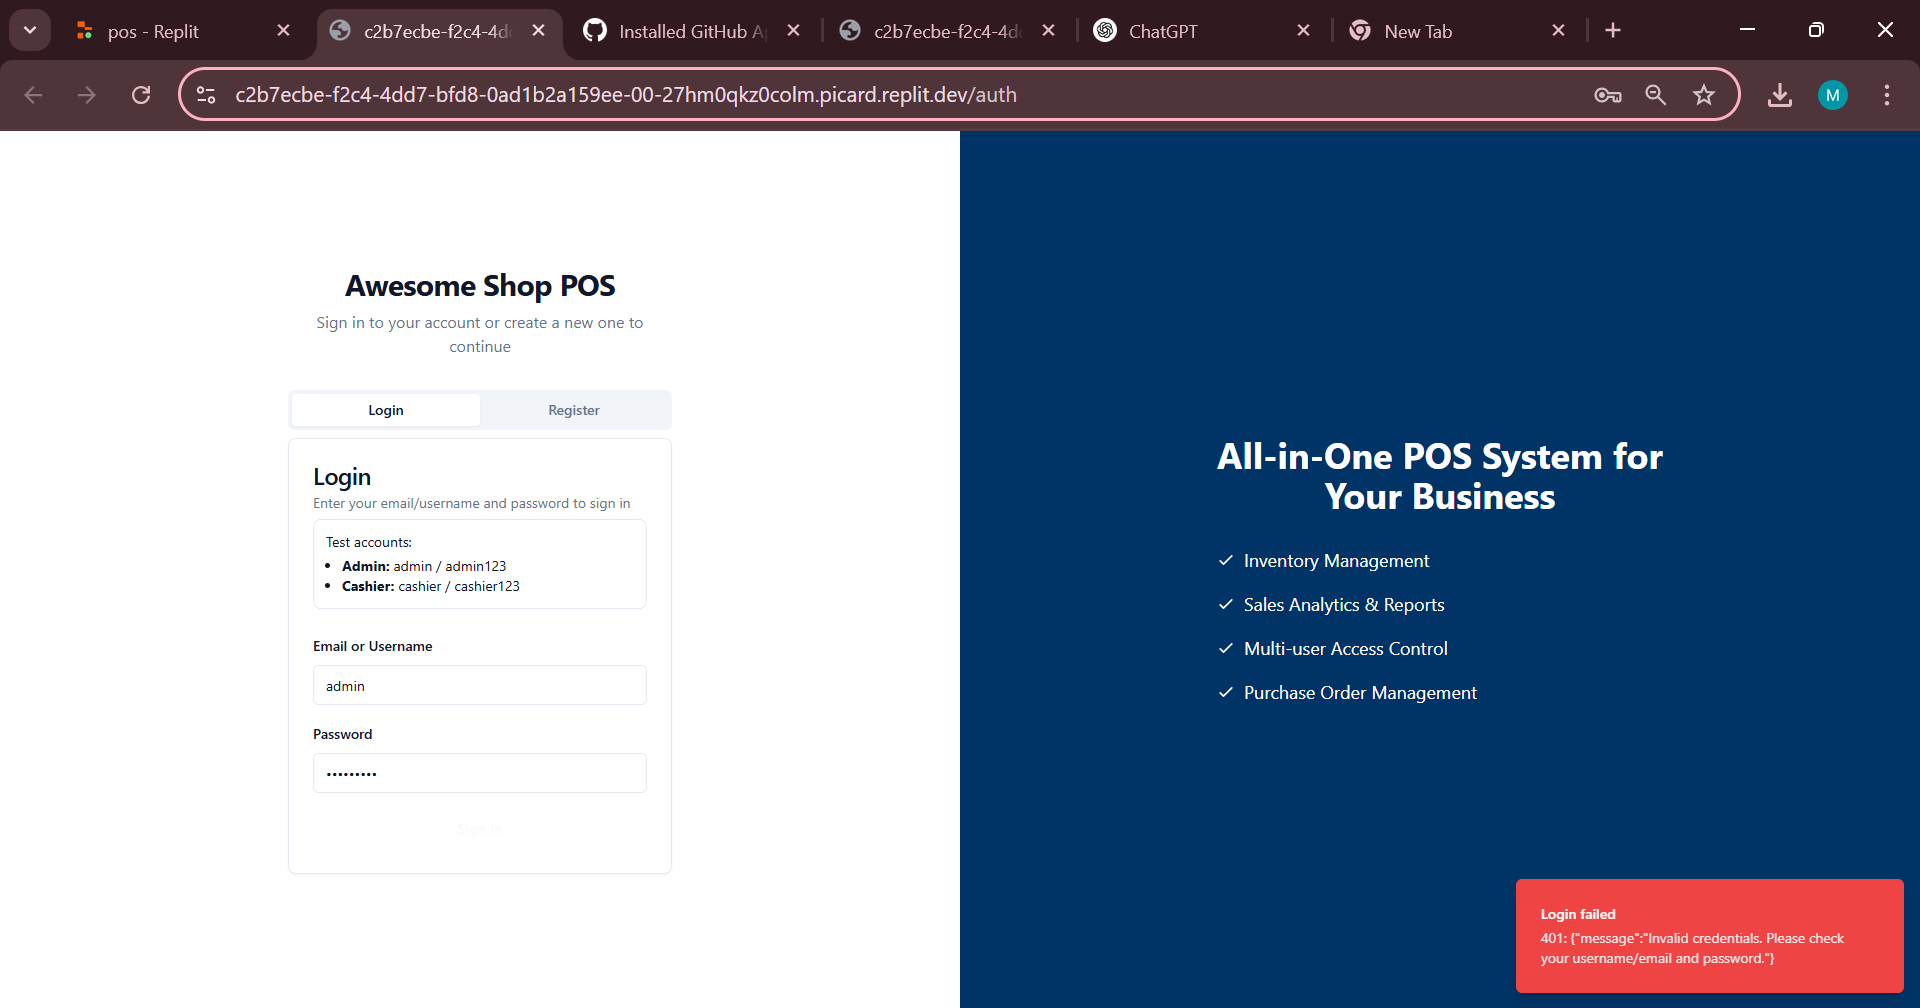 pos - Replit
c2b7ecbe-f2c4-4d
Installed GitHub A
c2b7ecbe-f2c4-4d
ChatGPT
New Tab
c2b7ecbe-f2c4-4dd7-bfd8-0ad1b2a159ee-00-27hm0qkz0colm.picard.replit.dev/auth
M
Awesome Shop POS
Sign in to your account or create a new one to
continue
Login
Register
Login
Enter your email/username and password to sign in
Test accounts:
• Admin: admin / admin123
• Cashier: cashier / cashier123
Email or Username
admin
Password
•••••••••
Sign In
All-in-One POS System for
Your Business
Inventory Management
Sales Analytics & Reports
Multi-user Access Control
Purchase Order Management
Login failed
401: {"message":"Invalid credentials. Please check
your username/email and password."}